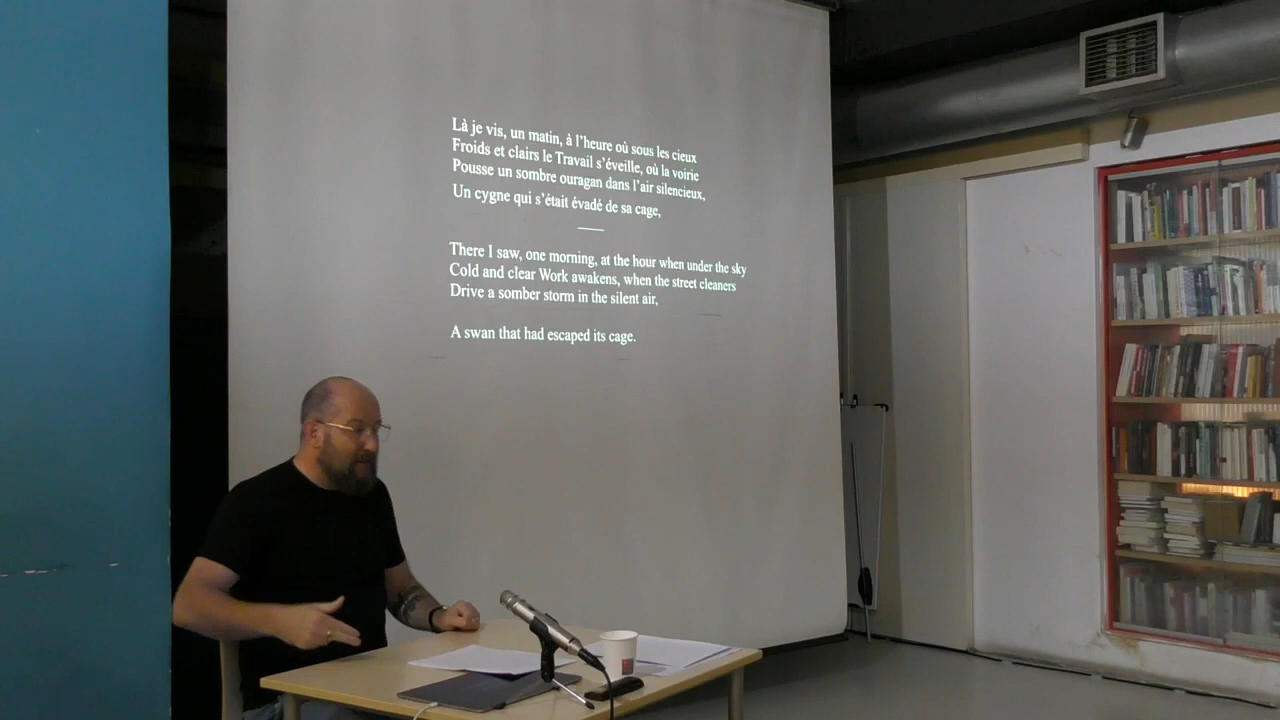 Là je vis, un matin, à l'heure où sous les cieux
Froids et clairs le Travail s'éveille, où la voirie
Pousse un sombre ouragan dans l'air silencieux,
Un cygne qui s'était évadé de sa cage,
There I saw, one morning, at the hour when under the sky
Cold and clear Work awakens, when the street cleaners
Drive a somber storm in the silent air,
A swan that had escaped its cage.